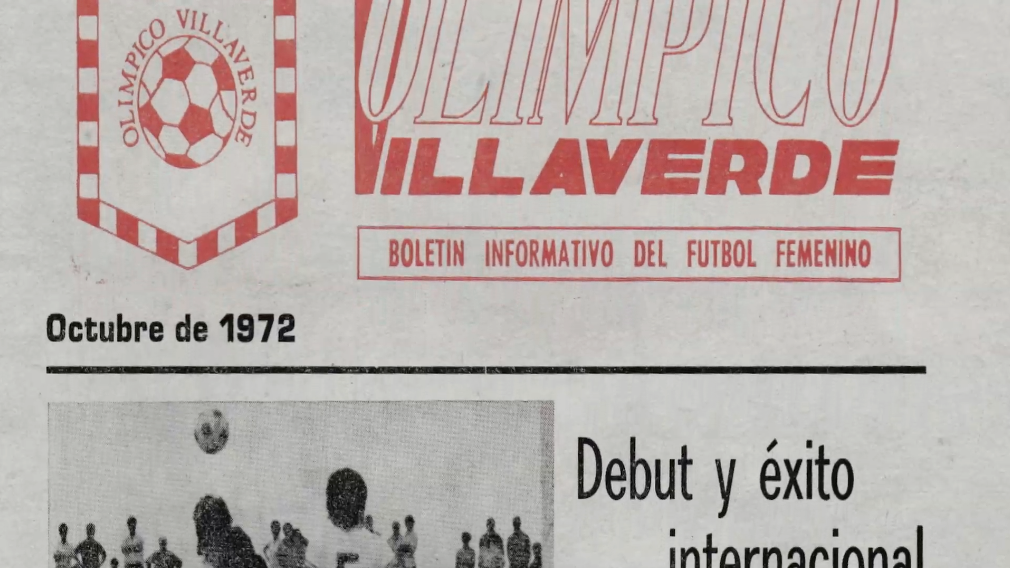 OLIMPICO VILLAVERDE
OLIMPICO
VILLAVERDE
BOLETIN INFORMATIVO DEL FUTBOL FEMENINO
Octubre de 1972
Debut y éxito
internacional